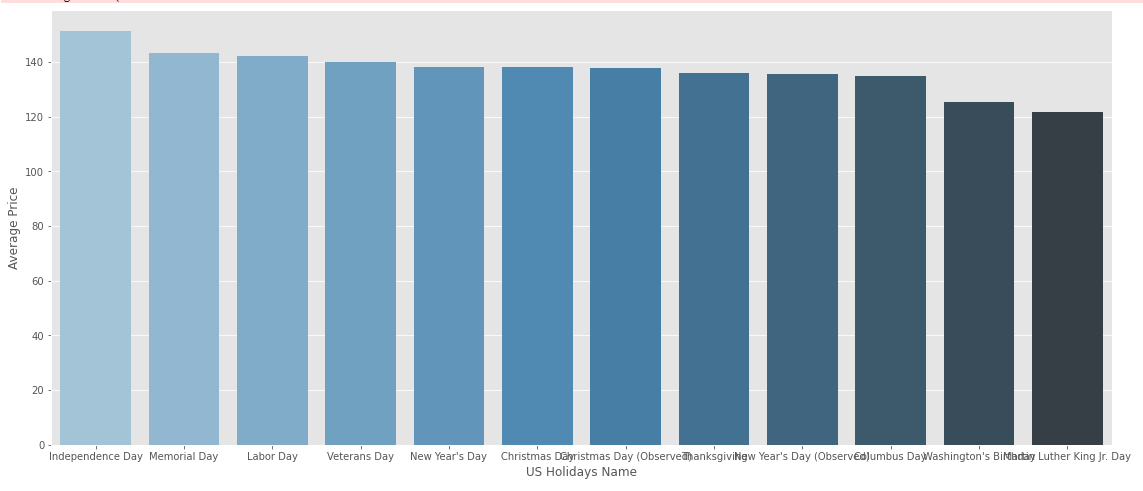 140
120
100
80
60
40
20
0
Average Price
Independence Day Memorial Day Labor Day Veterans Day New Year's Day Christmas Day Christmas Day (Observed) Thanksgiving New Year's Day (Observed) Columbus Day Washington's Birthday Martin Luther King Jr. Day
US Holidays Name